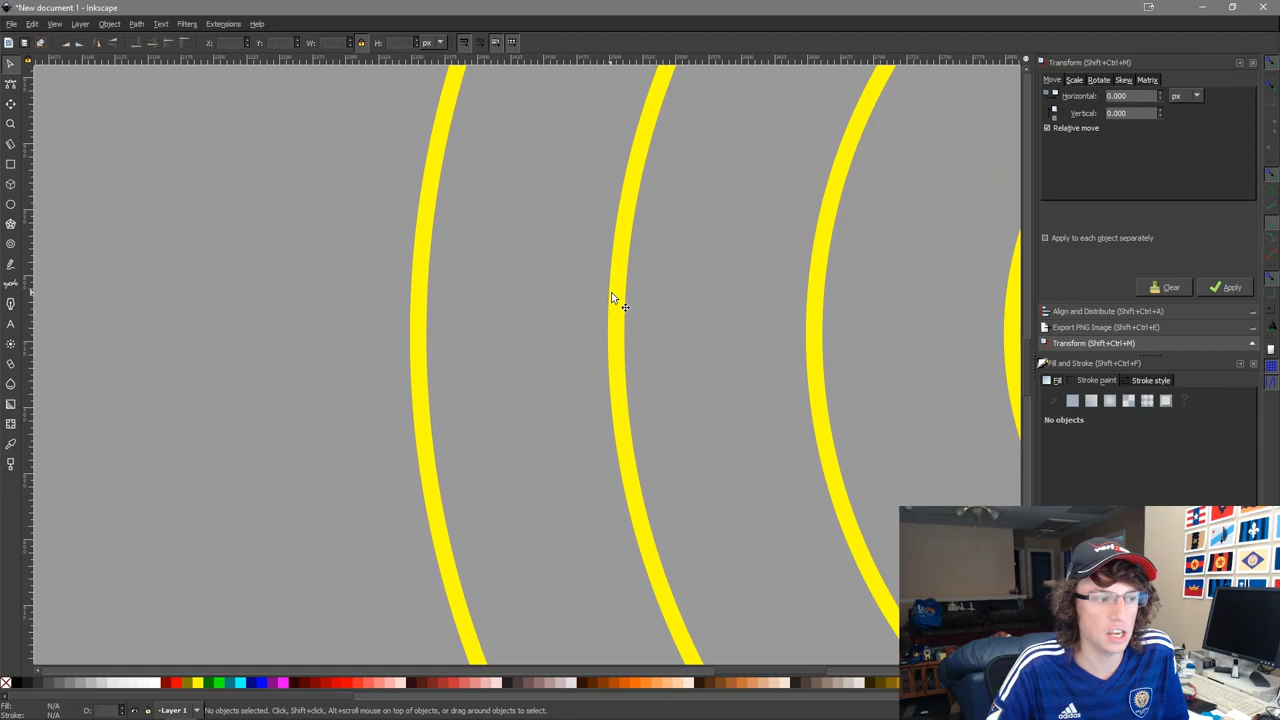 *New document 1 - Inkscape
File Edit View Layer Object Path Text Filters Extensions Help
X: Y: W: H: px
Transform (Shift+Ctrl+M)
Move Scale Rotate Skew Matrix
Horizontal: 0.000 px
Vertical: 0.000
Relative move
Apply to each object separately
Clear Apply
Align and Distribute (Shift+Ctrl+A)
Export PNG Image (Shift+Ctrl+E)
Transform (Shift+Ctrl+M)
Fill and Stroke (Shift+Ctrl+F)
Fill Stroke paint Stroke style
No objects
Fill: N/A
Stroke: N/A
O:
Layer 1
No objects selected. Click, Shift+click, Alt+scroll mouse on top of objects, or drag around objects to select.
adidas